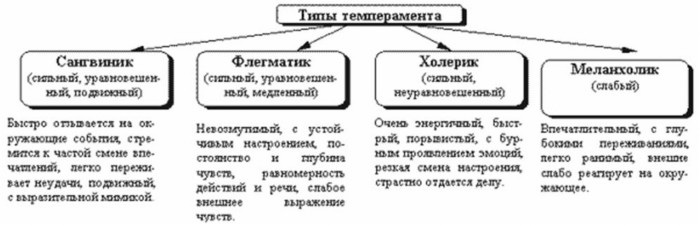 Типы темперамента
Сангвиник
(сильный, уравновешен-
ный, подвижный)
Быстро отзывается на ок-
ружающие события, стре-
мится к частой смене впе-
чатлений, легко пережи-
вает неудачи, подвижный,
с выразительной мимикой.
Флегматик
(сильный, уравновешен-
ный, медленный)
Невозмутимый, с устой-
чивым настроением, по-
стоянство и глубина
чувств, равномерность
действий и речи, слабое
внешнее выражение
чувств.
Холерик
(сильный,
неуравновешенный)
Очень энергичный, быст-
рый, порывистый, с бур-
ным проявлением эмоций,
резкая смена настроения,
страстно отдается делу.
Меланхолик
(слабый)
Впечатлительный, с глу-
бокими переживаниями,
легко ранимый, внешне
слабо реагирует на окру-
жающее.